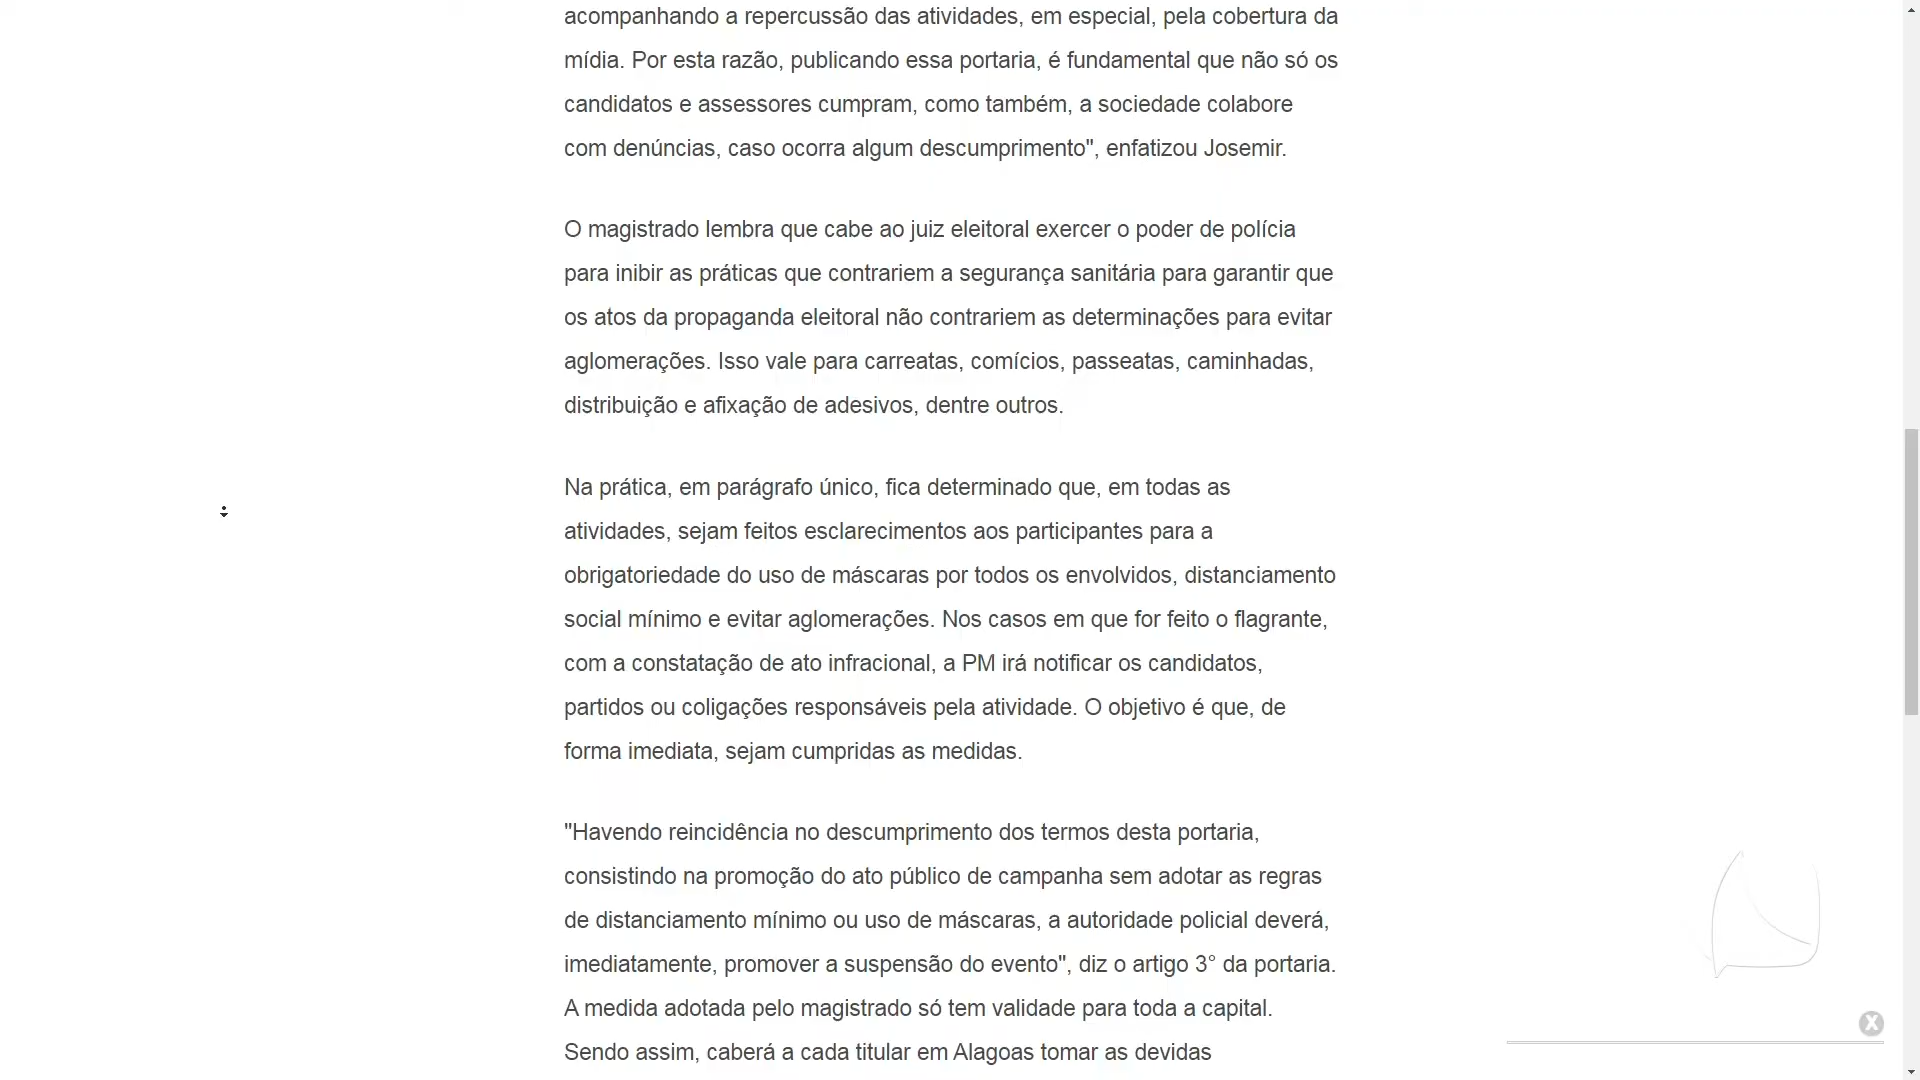 acompanhando a repercussão das atividades, em especial, pela cobertura da
mídia. Por esta razão, publicando essa portaria, é fundamental que não só os
candidatos e assessores cumpram, como também, a sociedade colabore
com denúncias, caso ocorra algum descumprimento", enfatizou Josemir.
O magistrado lembra que cabe ao juiz eleitoral exercer o poder de polícia
para inibir as práticas que contrariem a segurança sanitária para garantir que
os atos da propaganda eleitoral não contrariem as determinações para evitar
aglomerações. Isso vale para carreatas, comícios, passeatas, caminhadas,
distribuição e afixação de adesivos, dentre outros.
Na prática, em parágrafo único, fica determinado que, em todas as
atividades, sejam feitos esclarecimentos aos participantes para a
obrigatoriedade do uso de máscaras por todos os envolvidos, distanciamento
social mínimo e evitar aglomerações. Nos casos em que for feito o flagrante,
com a constatação de ato infracional, a PM irá notificar os candidatos,
partidos ou coligações responsáveis pela atividade. O objetivo é que, de
forma imediata, sejam cumpridas as medidas.
"Havendo reincidência no descumprimento dos termos desta portaria,
consistindo na promoção do ato público de campanha sem adotar as regras
de distanciamento mínimo ou uso de máscaras, a autoridade policial deverá,
imediatamente, promover a suspensão do evento", diz o artigo 3° da portaria.
A medida adotada pelo magistrado só tem validade para toda a capital.
Sendo assim, caberá a cada titular em Alagoas tomar as devidas
X